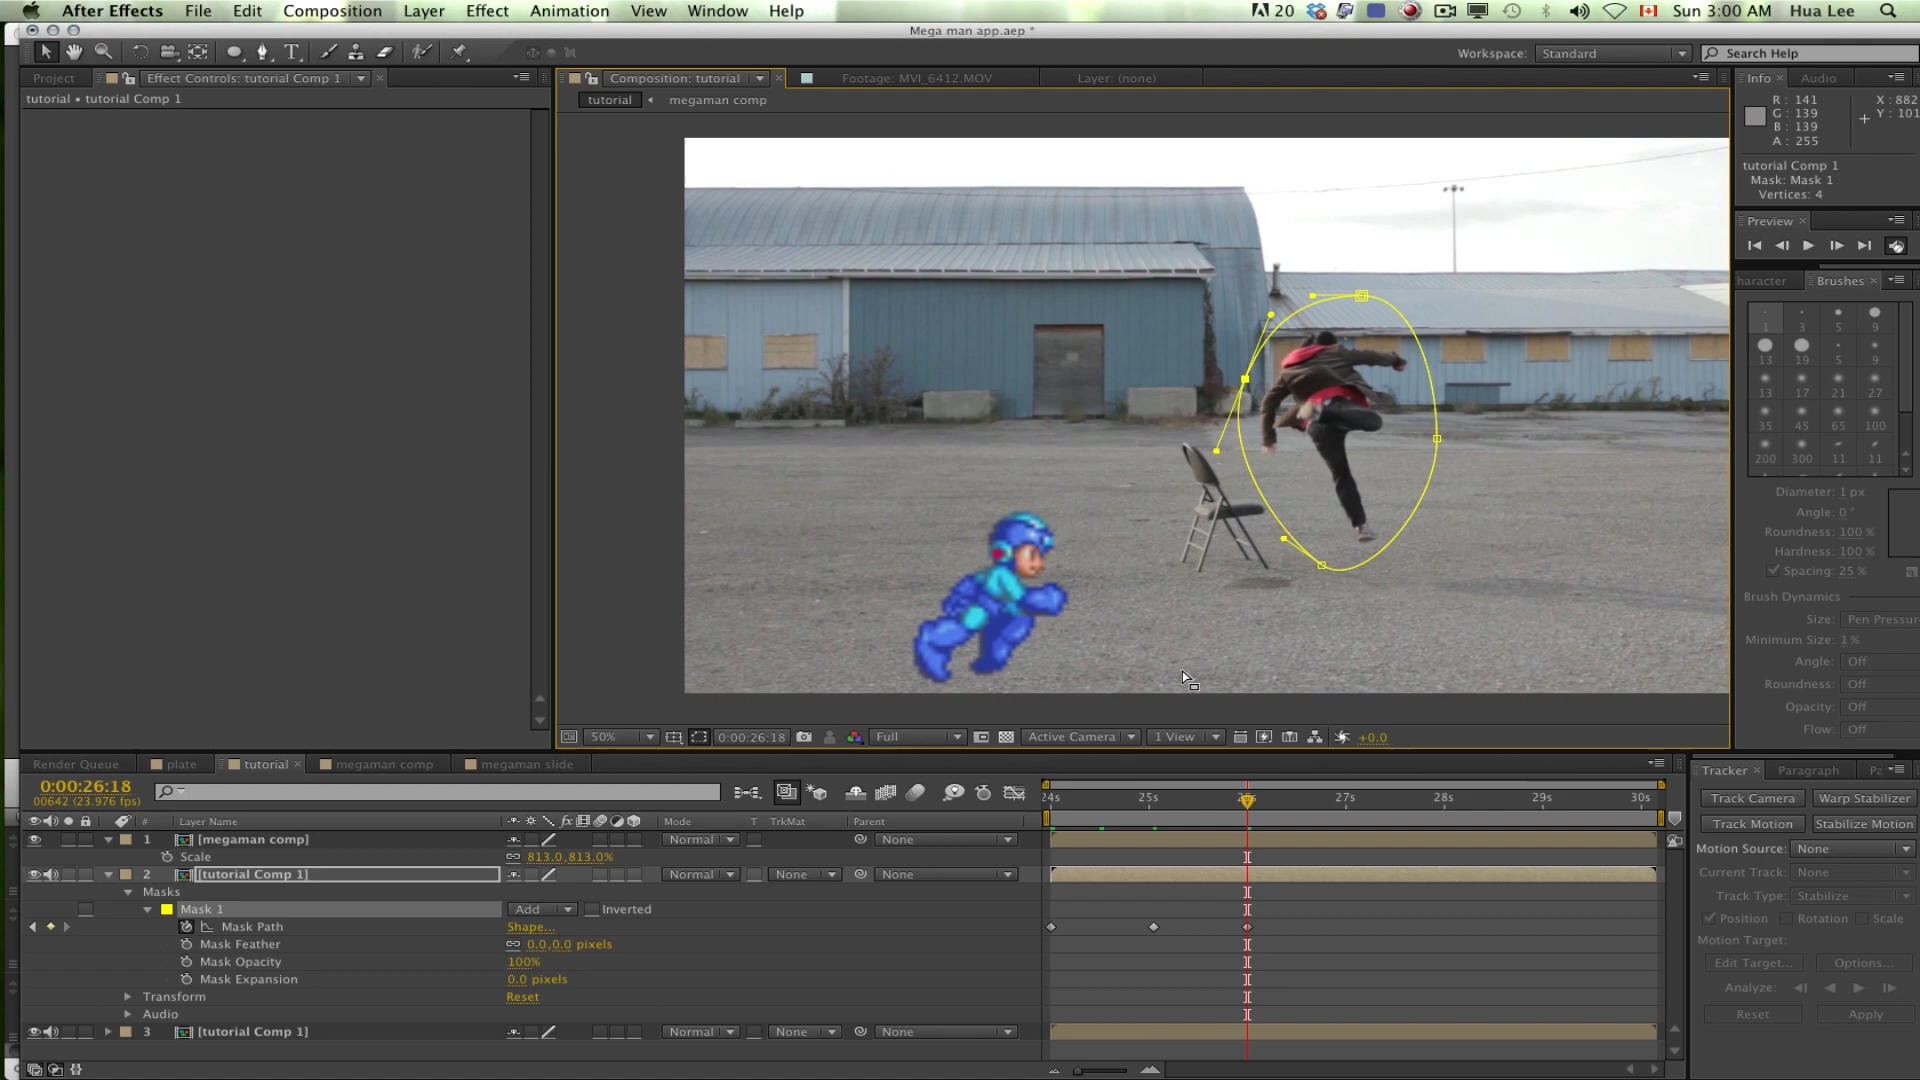 After Effects File Edit Composition Layer Effect Animation View Window Help 20 Sun 3:00 AM Hua Lee
Mega man app.aep *
Workspace: Standard Search Help
Project Effect Controls: tutorial Comp 1 Composition: tutorial Footage: MVI_6412.MOV Layer: (none) Info Audio
tutorial • tutorial Comp 1
tutorial megaman comp
R : 141
G : 139
B : 139
A : 255
X : 882
Y : 101
tutorial Comp 1
Mask: Mask 1
Vertices: 4
Preview
haracter Brushes
1 3 5 9
13 19 5 9
13 17 21 27
35 45 65 100
200 300 11 11
Diameter: 1 px
Angle: 0 °
Roundness: 100 %
Hardness: 100 %
Spacing: 25 %
Brush Dynamics
Size: Pen Pressur
Minimum Size: 1 %
Angle: Off
Roundness: Off
Opacity: Off
Flow: Off
50% 0:00:26:18 Full Active Camera 1 View +0.0
Render Queue plate tutorial megaman comp megaman slide
0:00:26:18
00642 (23.976 fps)
24s 25s 27s 28s 29s 30s
# Layer Name fx Mode T TrkMat Parent
1 [megaman comp] Normal None
Scale 813.0,813.0%
2 [tutorial Comp 1] Normal None None
Masks
Mask 1 Add Inverted
Mask Path Shape...
Mask Feather 0.0,0.0 pixels
Mask Opacity 100%
Mask Expansion 0.0 pixels
Transform Reset
Audio
3 [tutorial Comp 1] Normal None None
Tracker Paragraph
Track Camera Warp Stabilizer
Track Motion Stabilize Motion
Motion Source: None
Current Track: None
Track Type: Stabilize
Position Rotation Scale
Motion Target:
Edit Target... Options...
Analyze:
Reset Apply